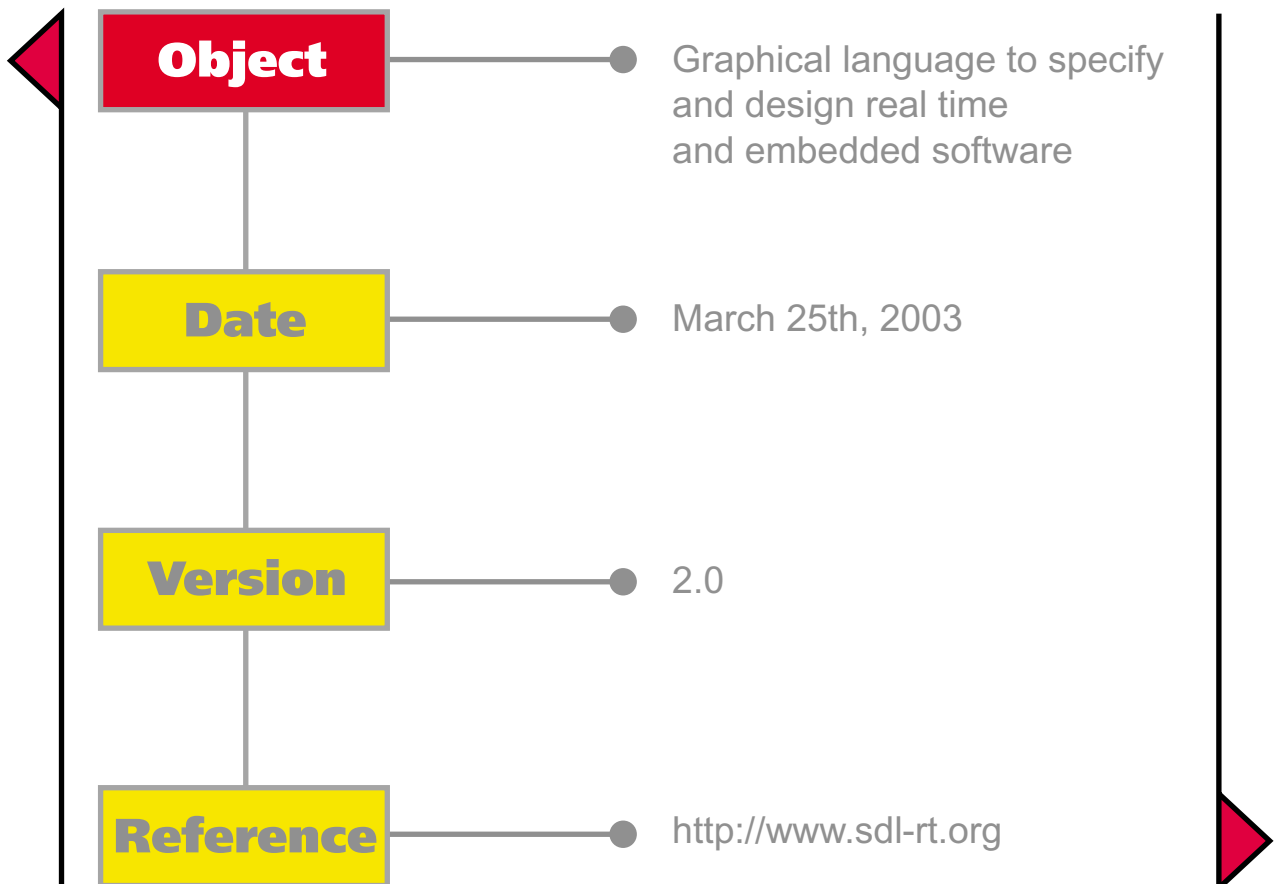 Object
Graphical language to specify
and design real time
and embedded software
Date
March 25th, 2003
Version
2.0
Reference
http://www.sdl-rt.org